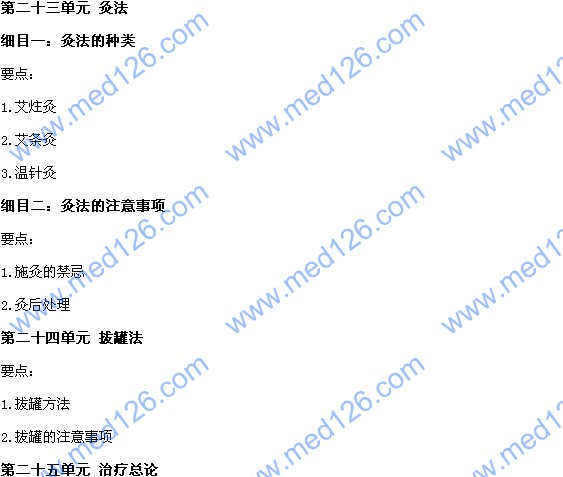 第二十三单元 灸法
细目一：灸法的种类
要点：
1.艾炷灸
2.艾条灸
3.温针灸
细目二：灸法的注意事项
要点：
1.施灸的禁忌
2.灸后处理
第二十四单元 拔罐法
要点：
1.拔罐方法
2.拔罐的注意事项
第二十五单元 治疗总论
www.med126.com
www.med126.com
www.med126.com
www.med126.com
www.med126.com
www.med126.com